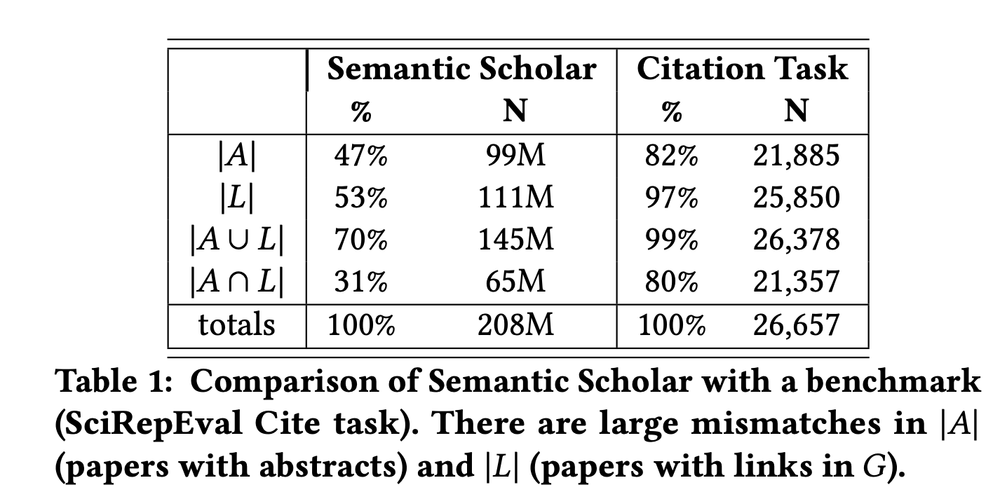 Semantic Scholar Citation Task
% N % N
|A| 47% 99M 82% 21,885
|L| 53% 111M 97% 25,850
|A ∪ L| 70% 145M 99% 26,378
|A ∩ L| 31% 65M 80% 21,357
totals 100% 208M 100% 26,657
Table 1: Comparison of Semantic Scholar with a benchmark
(SciRepEval Cite task). There are large mismatches in |A|
(papers with abstracts) and |L| (papers with links in G).